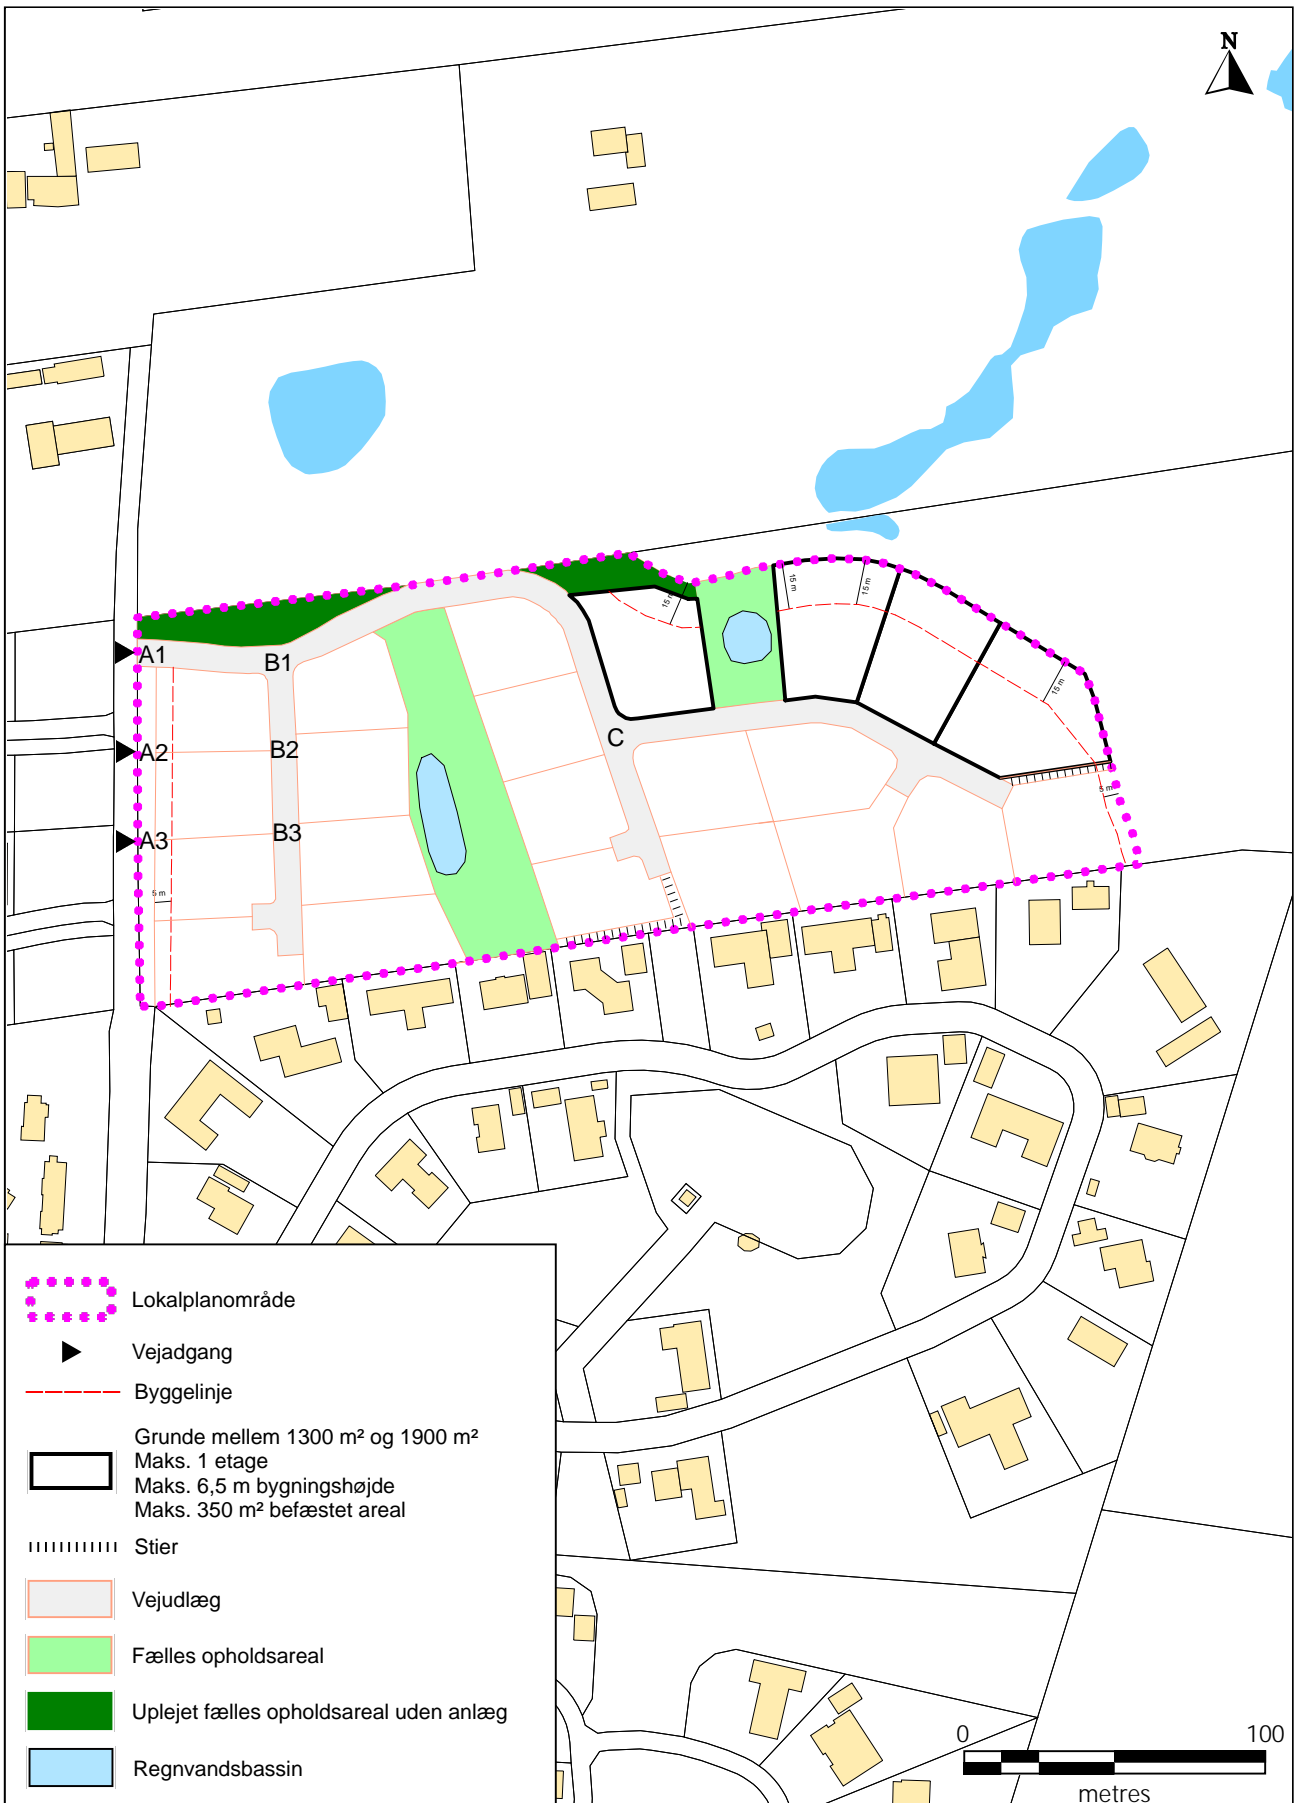 N
15 m
15 m
15 m
15 m
A1
B1
C
A2
B2
5 m
B3
A3
5 m
Lokalplanområde
Vejadgang
Byggelinje
Grunde mellem 1300 m² og 1900 m²
Maks. 1 etage
Maks. 6,5 m bygningshøjde
Maks. 350 m² befæstet areal
Stier
Vejudlæg
Fælles opholdsareal
Uplejet fælles opholdsareal uden anlæg
Regnvandsbassin
0 100
metres